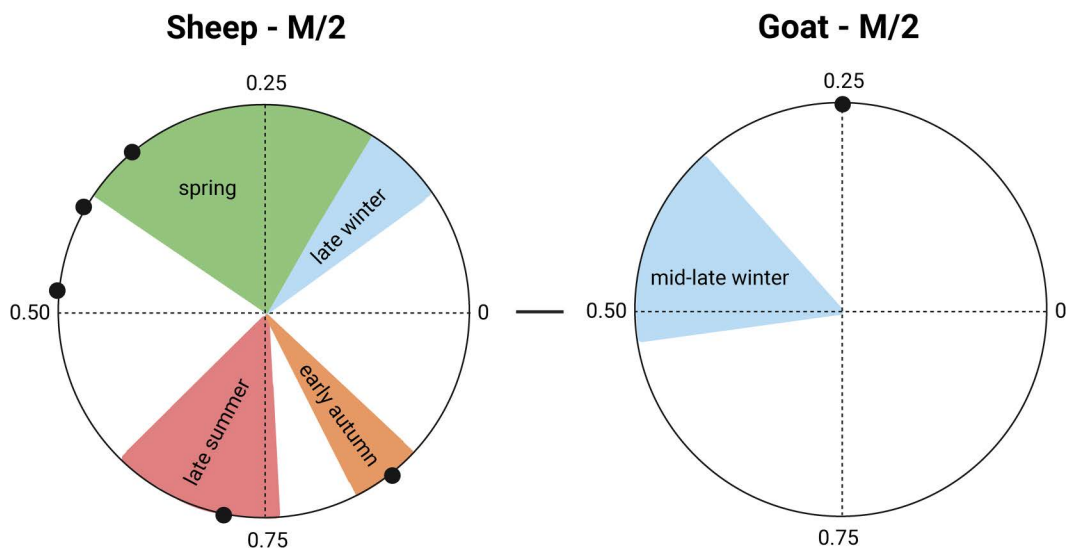 Sheep - M/2
0.25
spring
late winter
0.50
0
late summer
early autumn
0.75
Goat - M/2
0.25
mid-late winter
0.50
0
0.75